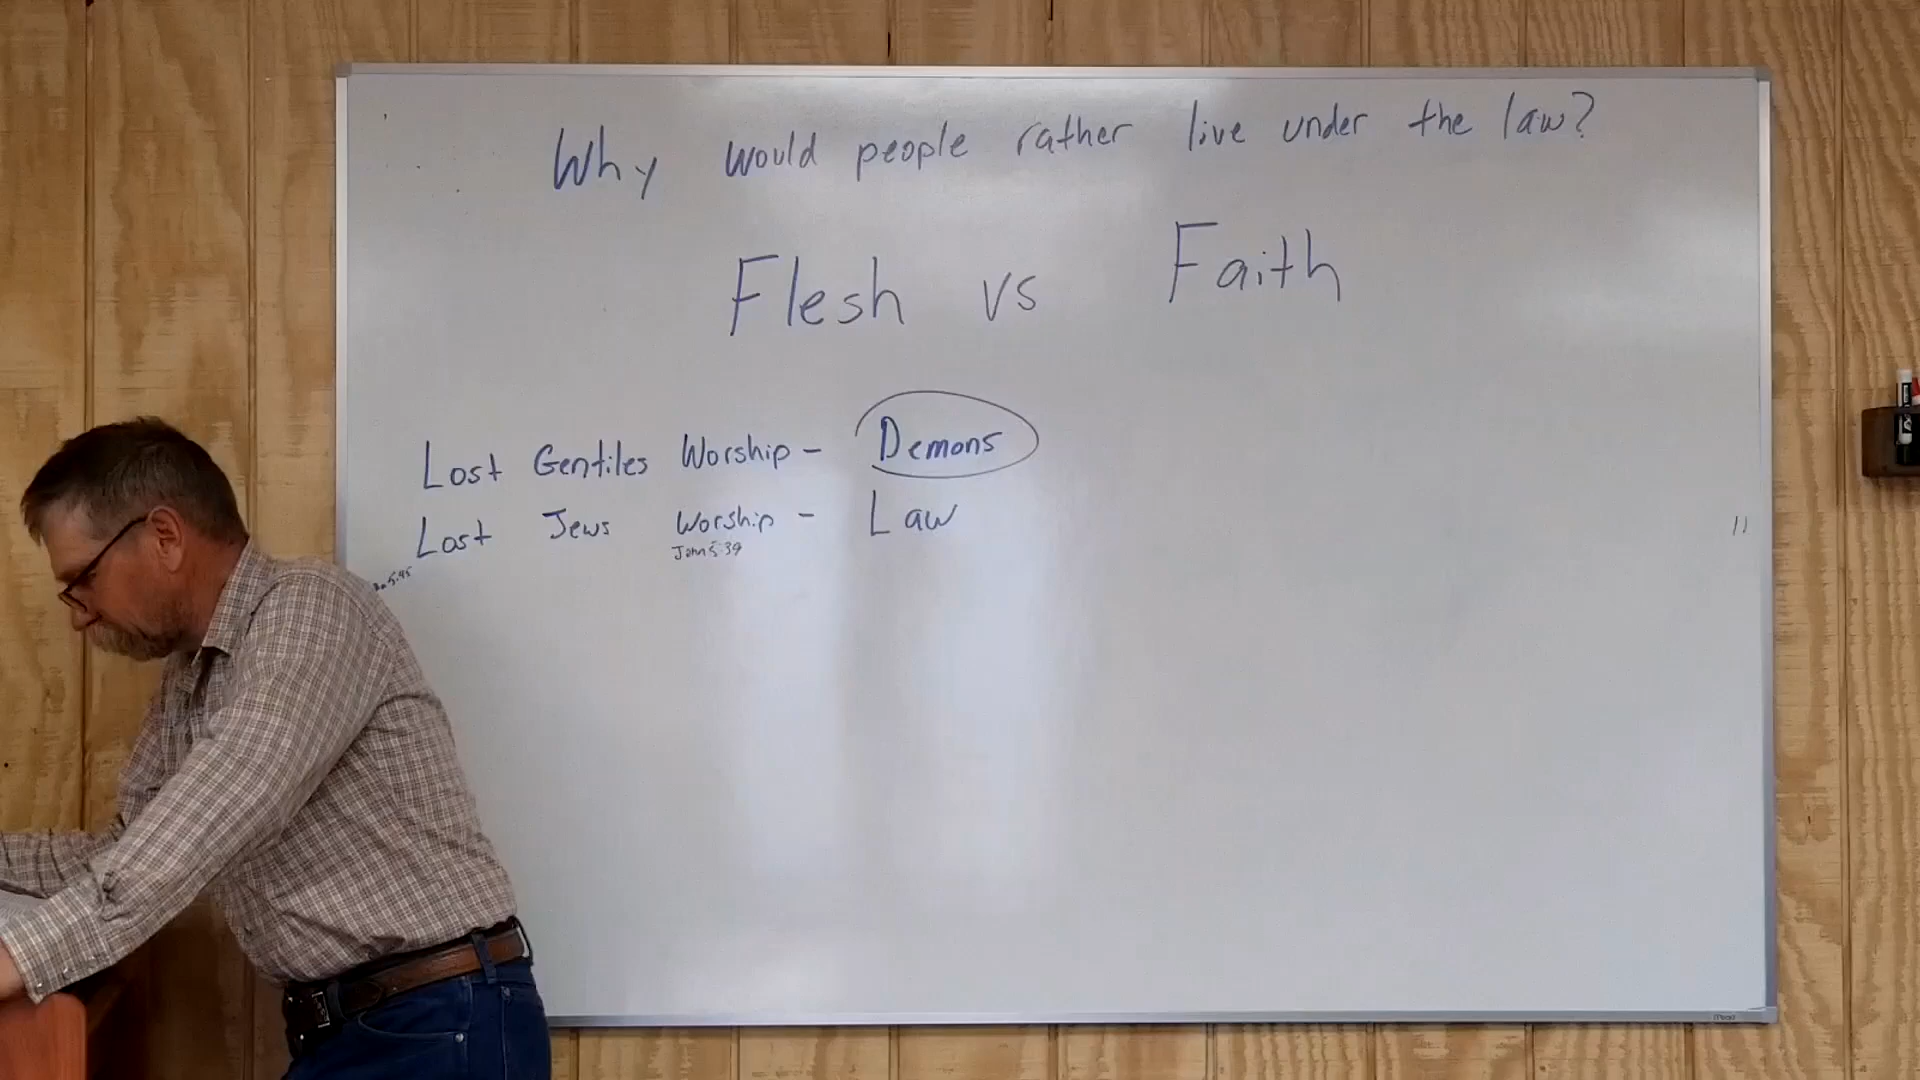 Why would people rather live under the law?
Flesh vs Faith
Lost Gentiles Worship - Demons
Lost Jews Worship - Law
John 5:39